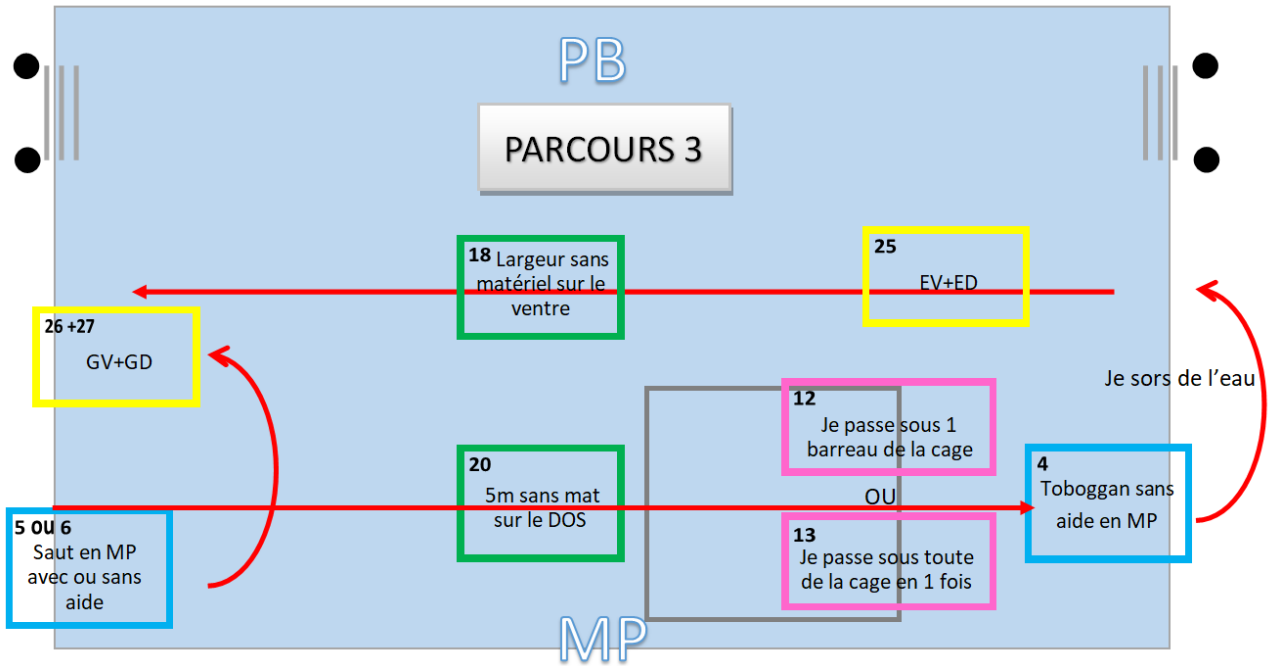 PB
PARCOURS 3
18 Largeur sans
matériel sur le
ventre
25
EV+ED
26 +27
GV+GD
Je sors de l'eau
12
Je passe sous 1
barreau de la cage
20
5m sans mat
sur le DOS
OU
4
Toboggan sans
aide en MP
5 OU 6
Saut en MP
avec ou sans
aide
13
Je passe sous toute
de la cage en 1 fois
MP